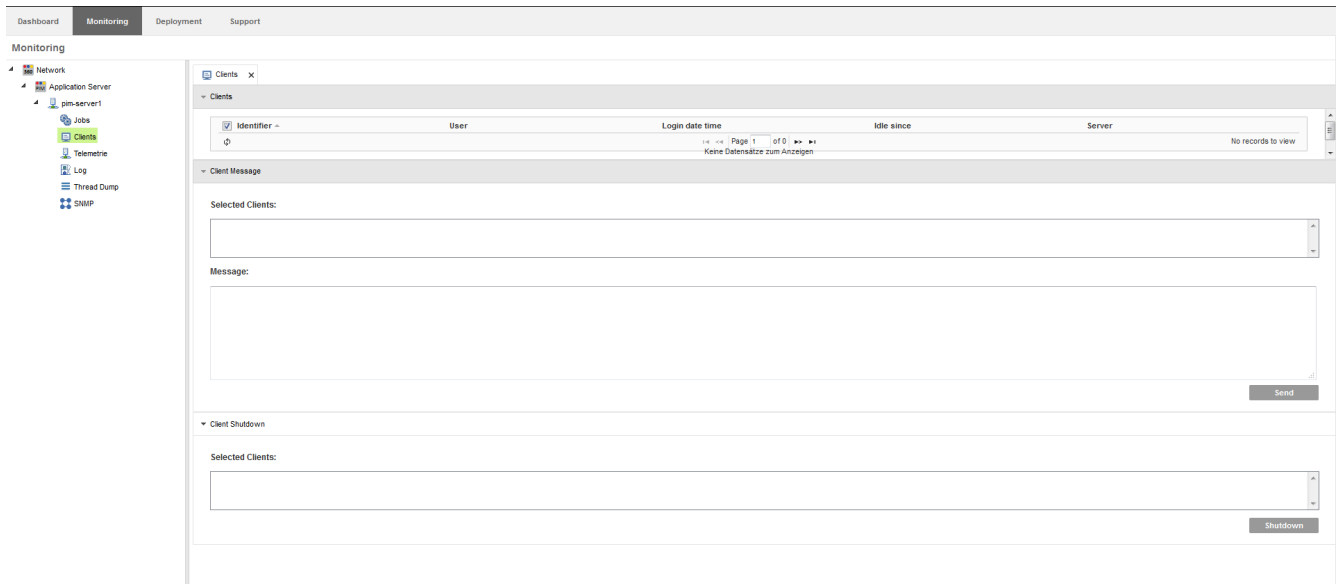 Dashboard Monitoring Deployment Support
Monitoring
Network
Application Server
pim-server1
Jobs
Clients
Telemetrie
Log
Thread Dump
SNMP
Clients X
Clients
Identifier User Login date time Idle since Server
Page 1 of 0 No records to view
Keine Datensätze zum Anzeigen
Client Message
Selected Clients:
Message:
Send
Client Shutdown
Selected Clients:
Shutdown